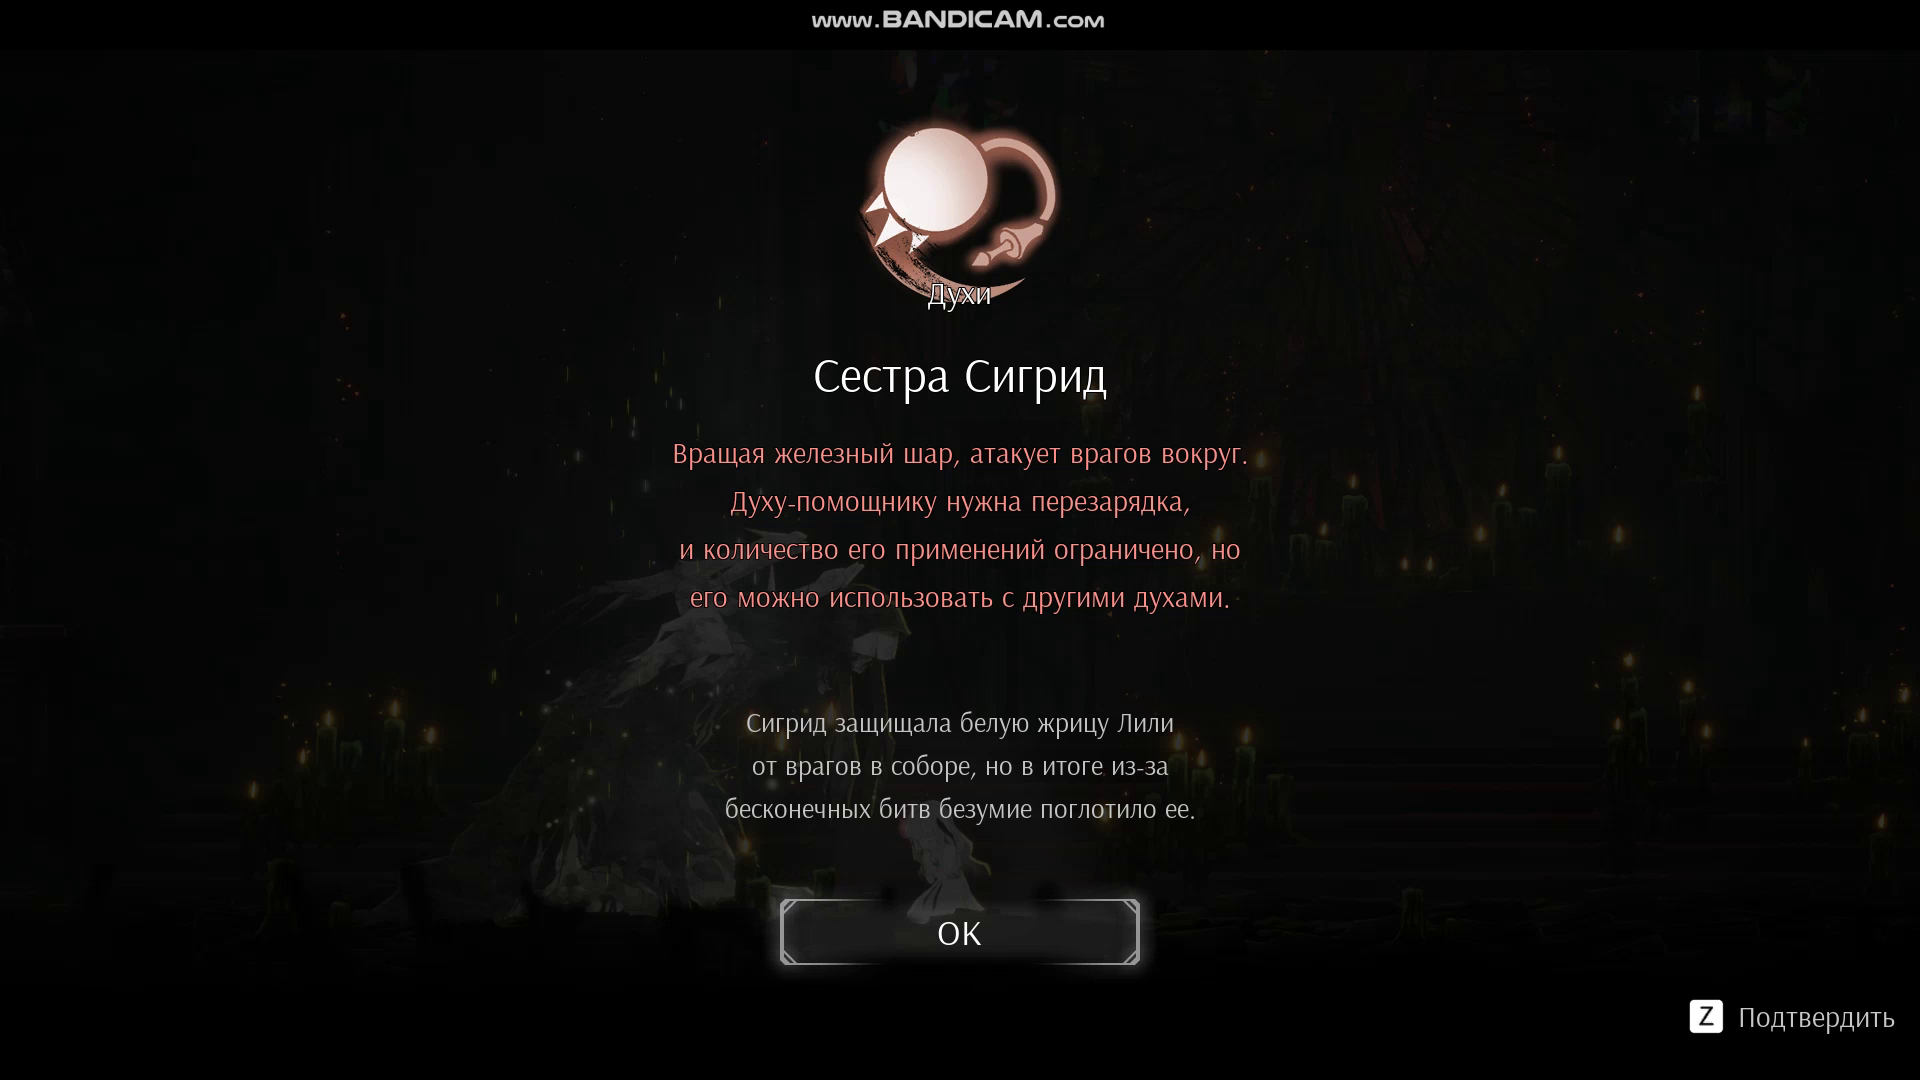 www.BANDICAM.com
Духи
Сестра Сигрид
Вращая железный шар, атакует врагов вокруг.
Духу-помощнику нужна перезарядка,
и количество его применений ограничено, но
его можно использовать с другими духами.
Сигрид защищала белую жрицу Лили
от врагов в соборе, но в итоге из-за
бесконечных битв безумие поглотило ее.
OK
Z Подтвердить